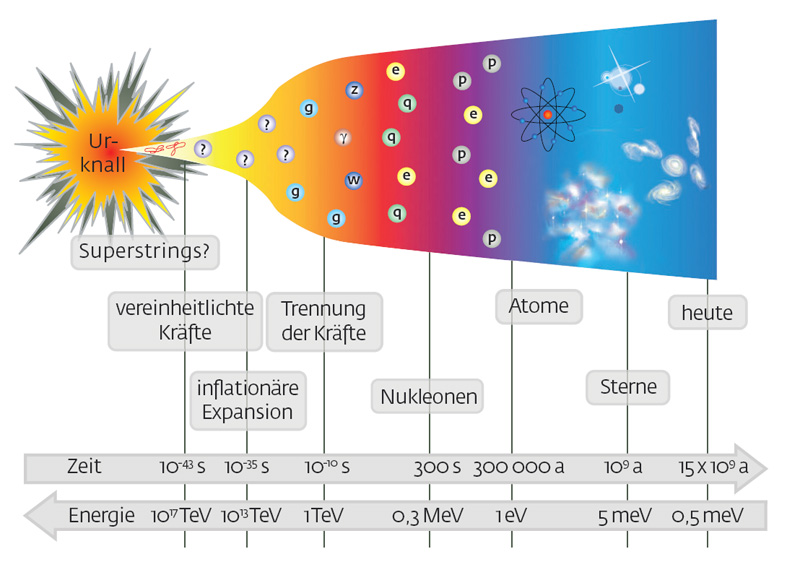 Ur-
knall
?
?
?
?
g
g
g
z
γ
w
e
q
q
e
q
p
p
e
p
e
e
p
Superstrings?
vereinheitlichte
Kräfte
inflationäre
Expansion
Trennung
der Kräfte
Nukleonen
Atome
Sterne
heute
Zeit 10⁻⁴³ s 10⁻³⁵ s 10⁻¹⁰ s 300 s 300 000 a 10⁹ a 15 x 10⁹ a
Energie 10¹⁷ TeV 10¹³ TeV 1 TeV 0,3 MeV 1 eV 5 meV 0,5 meV